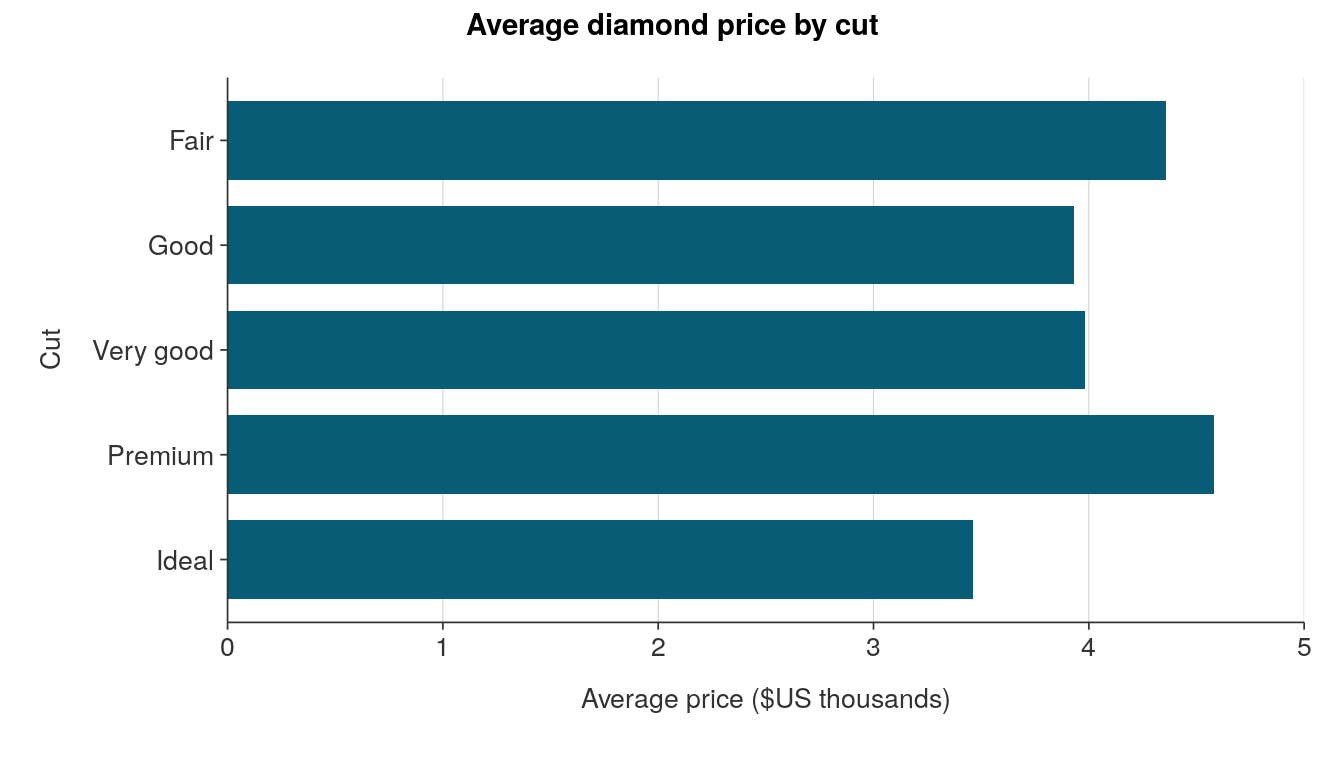 Average diamond price by cut
Fair
Good
Very good
Premium
Ideal
Cut
0 1 2 3 4 5
Average price ($US thousands)